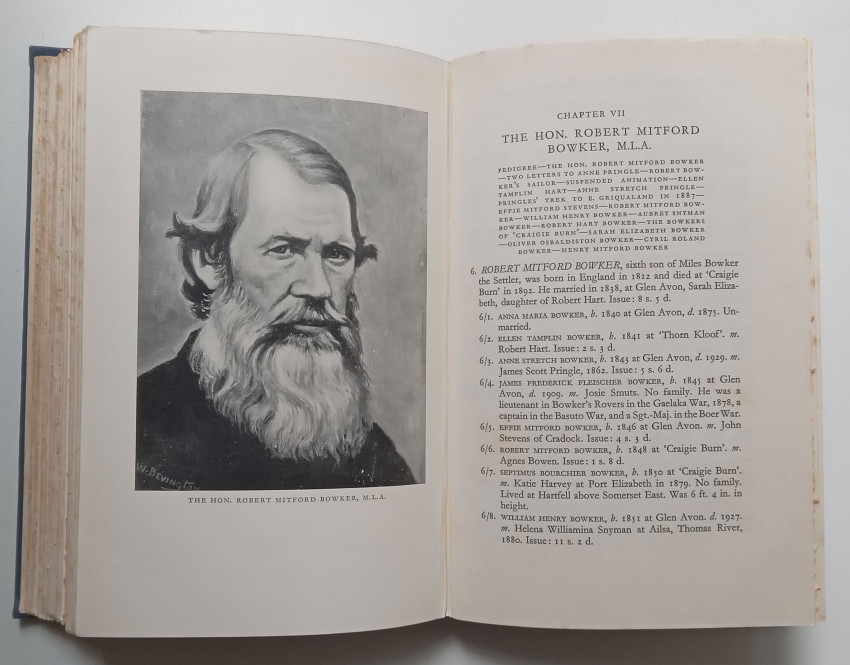 W. BEVINGTON
THE HON. ROBERT MITFORD BOWKER, M.L.A.
CHAPTER VII
THE HON. ROBERT MITFORD
BOWKER, M.L.A.
PEDIGREE—THE HON. ROBERT MITFORD BOWKER
—TWO LETTERS TO ANNE PRINGLE—ROBERT BOW-
KER'S SAILOR—SUSPENDED ANIMATION—ELLEN
TAMPLIN HART—ANNE STRETCH PRINGLE—
PRINGLES' TREK TO E. GRIQUALAND IN 1887—
EFFIE MITFORD STEVENS—ROBERT MITFORD BOW-
KER—WILLIAM HENRY BOWKER—AUBREY SNYMAN
BOWKER—ROBERT HART BOWKER—THE BOWKERS
OF 'CRAIGIE BURN'—SARAH ELIZABETH BOWKER
—OLIVER OSBALDISTON BOWKER—CYRIL ROLAND
BOWKER—HENRY MITFORD BOWKER
6. ROBERT MITFORD BOWKER, sixth son of Miles Bowker
the Settler, was born in England in 1812 and died at 'Craigie
Burn' in 1892. He married in 1838, at Glen Avon, Sarah Eliza-
beth, daughter of Robert Hart. Issue: 8 s. 5 d.
6/1. ANNA MARIA BOWKER, b. 1840 at Glen Avon, d. 1875. Un-
married.
6/2. ELLEN TAMPLIN BOWKER, b. 1841 at 'Thorn Kloof'. m.
Robert Hart. Issue: 2 s. 3 d.
6/3. ANNE STRETCH BOWKER, b. 1843 at Glen Avon, d. 1929. m.
James Scott Pringle, 1862. Issue: 5 s. 6 d.
6/4. JAMES FREDERICK FLEISCHER BOWKER, b. 1845 at Glen
Avon, d. 1909. m. Josie Smuts. No family. He was a
lieutenant in Bowker's Rovers in the Gaelaka War, 1878, a
captain in the Basuto War, and a Sgt.-Maj. in the Boer War.
6/5. EFFIE MITFORD BOWKER, b. 1846 at Glen Avon. m. John
Stevens of Cradock. Issue: 4 s. 3 d.
6/6. ROBERT MITFORD BOWKER, b. 1848 at 'Craigie Burn'. m.
Agnes Bowen. Issue: 1 s. 8 d.
6/7. SEPTIMUS BOURCHIER BOWKER, b. 1850 at 'Craigie Burn'.
m. Katie Harvey at Port Elizabeth in 1879. No family.
Lived at Hartfell above Somerset East. Was 6 ft. 4 in. in
height.
6/8. WILLIAM HENRY BOWKER, b. 1851 at Glen Avon. d. 1927.
m. Helena Williamina Snyman at Ailsa, Thomas River,
1880. Issue: 11 s. 2 d.